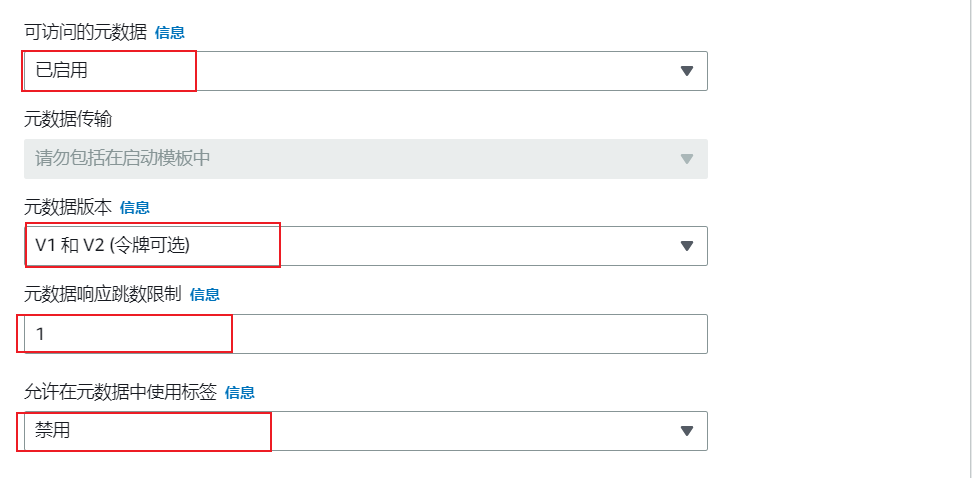 可访问的元数据 信息
已启用
元数据传输
请勿包括在启动模板中
元数据版本 信息
V1 和 V2 (令牌可选)
元数据响应跳数限制 信息
1
允许在元数据中使用标签 信息
禁用